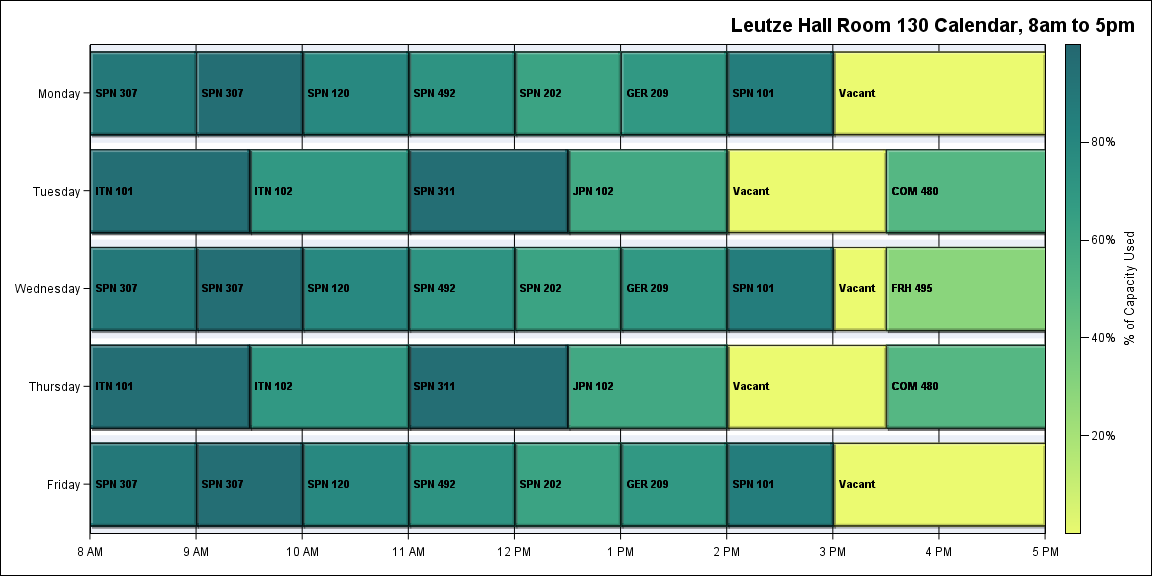 Leutze Hall Room 130 Calendar, 8am to 5pm
Monday SPN 307 SPN 307 SPN 120 SPN 492 SPN 202 GER 209 SPN 101 Vacant
80%
Tuesday ITN 101 ITN 102 SPN 311 JPN 102 Vacant COM 480
60%
Wednesday SPN 307 SPN 307 SPN 120 SPN 492 SPN 202 GER 209 SPN 101 Vacant FRH 495
% of Capacity Used
40%
Thursday ITN 101 ITN 102 SPN 311 JPN 102 Vacant COM 480
20%
Friday SPN 307 SPN 307 SPN 120 SPN 492 SPN 202 GER 209 SPN 101 Vacant
8 AM 9 AM 10 AM 11 AM 12 PM 1 PM 2 PM 3 PM 4 PM 5 PM